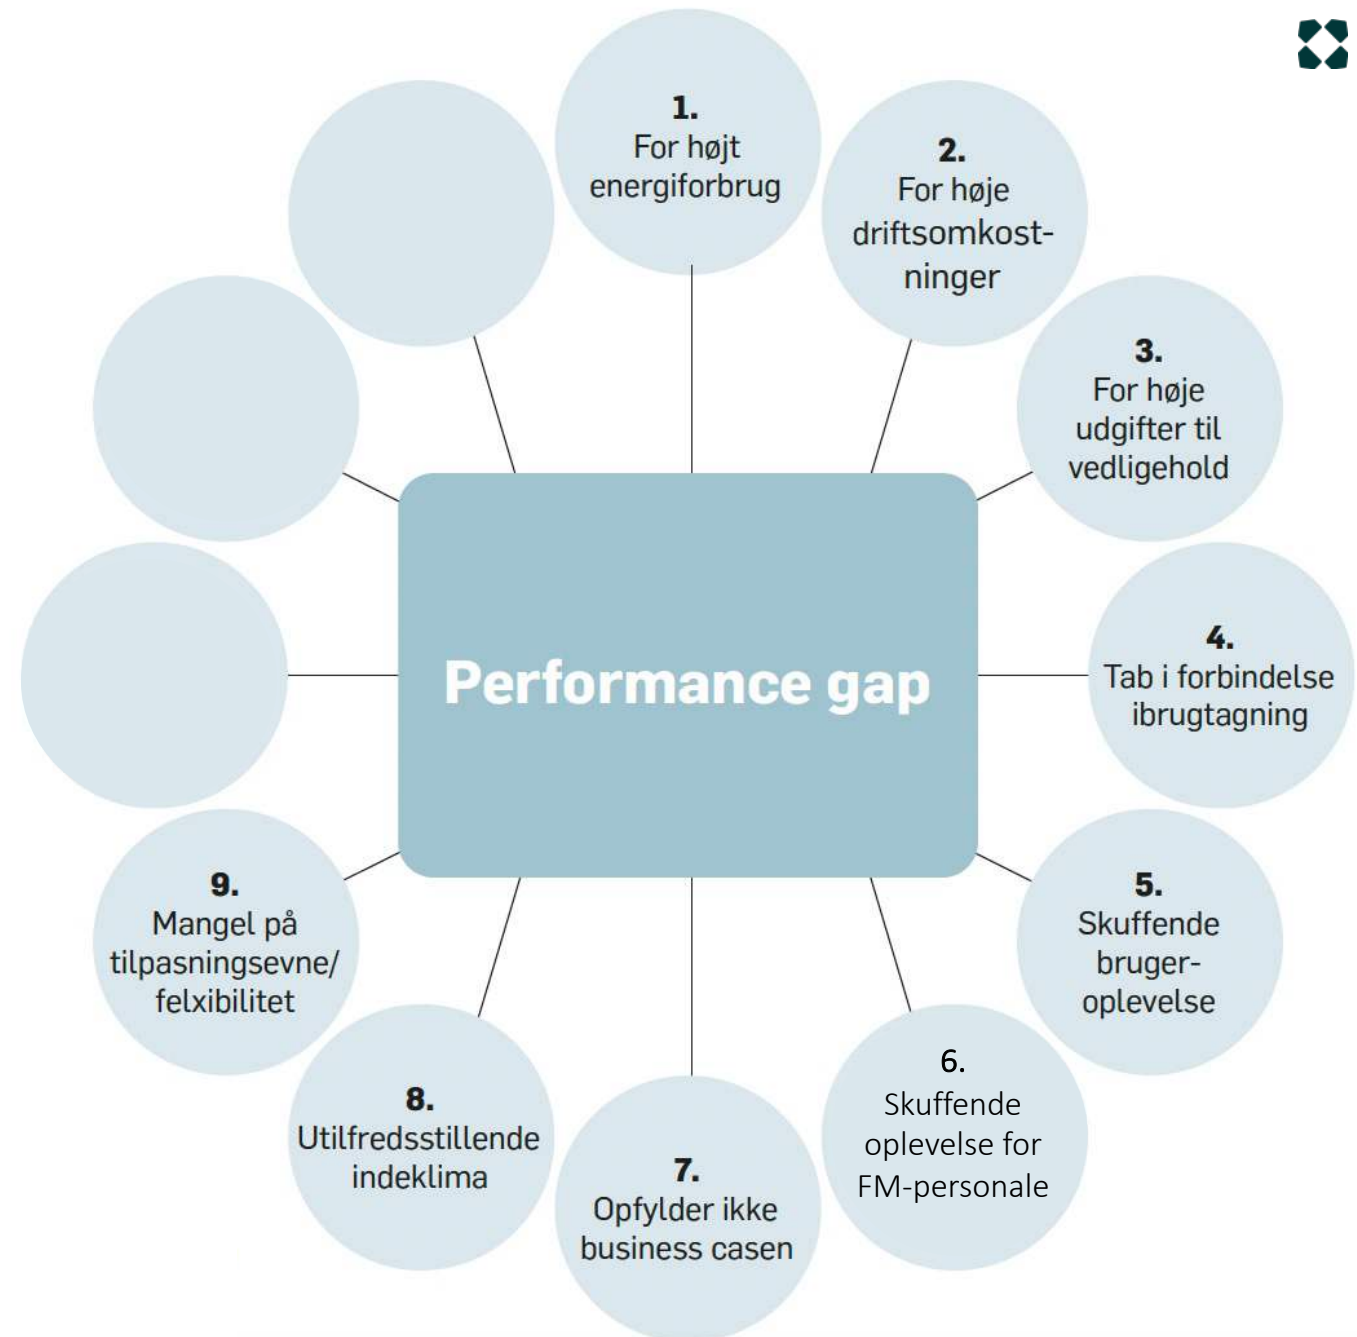 1.
For højt
energiforbrug
2.
For høje
driftsomkost-
ninger
3.
For høje
udgifter til
vedligehold
4.
Tab i forbindelse
ibrugtagning
5.
Skuffende
bruger-
oplevelse
6.
Skuffende
oplevelse for
FM-personale
7.
Opfylder ikke
business casen
8.
Utilfredsstillende
indeklima
9.
Mangel på
tilpasningsevne/
felxibilitet
Performance gap